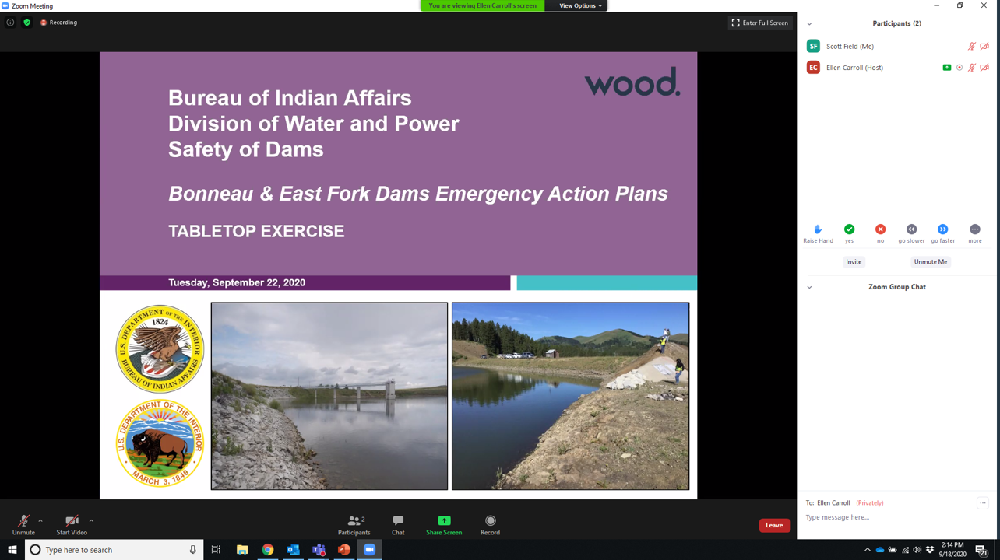 Zoom Meeting
You are viewing Ellen Carroll's screen
View Options
Recording
Enter Full Screen
Participants (2)
SF Scott Field (Me)
EC Ellen Carroll (Host)
wood.
Bureau of Indian Affairs
Division of Water and Power
Safety of Dams
Bonneau & East Fork Dams Emergency Action Plans
TABLETOP EXERCISE
Tuesday, September 22, 2020
U.S. DEPARTMENT OF THE INTERIOR
1824
BUREAU OF INDIAN AFFAIRS
U.S. DEPARTMENT OF THE INTERIOR
MARCH 3, 1849
Raise Hand
yes
no
go slower
go faster
more
Invite
Unmute Me
Zoom Group Chat
To: Ellen Carroll (Privately)
Type message here...
Unmute
Start Video
2
Participants
Chat
Share Screen
Record
Leave
Type here to search
2:14 PM
9/18/2020
21